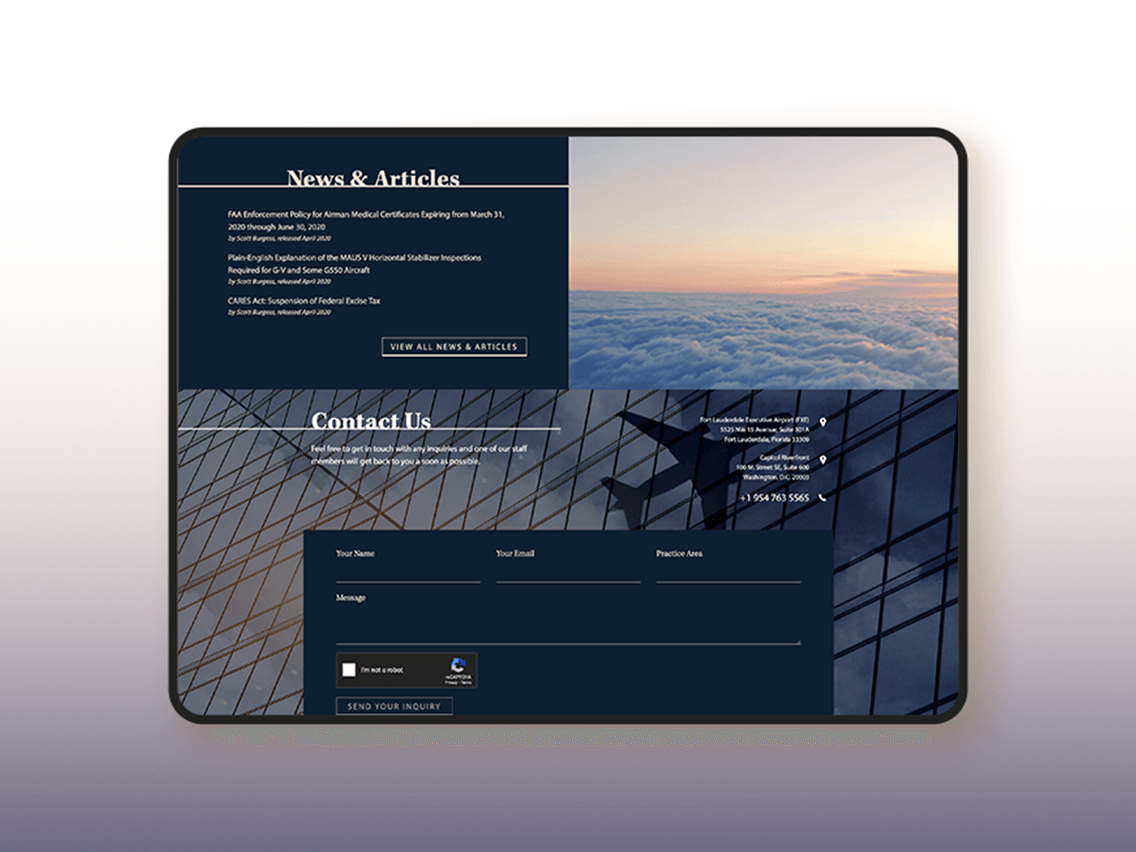 News & Articles
FAA Enforcement Policy for Airman Medical Certificates Expiring from March 31,
2020 through June 30, 2020
by Scott Burgess, released April 2020
Plain-English Explanation of the MAUS V Horizontal Stabilizer Inspections
Required for G-V and Some G550 Aircraft
by Scott Burgess, released April 2020
CARES Act: Suspension of Federal Excise Tax
by Scott Burgess, released April 2020
VIEW ALL NEWS & ARTICLES
Contact Us
Feel free to get in touch with any inquiries and one of our staff
members will get back to you a soon as possible.
Fort Lauderdale Executive Airport (FXE)
5525 NW 15 Avenue, Suite 301A
Fort Lauderdale, Florida 33309
Capitol Riverfront
100 M. Street SE, Suite 600
Washington, D.C. 20003
+1 954 763 5565
Your Name
Your Email
Practice Area
Message
I'm not a robot
reCAPTCHA
Privacy - Terms
SEND YOUR INQUIRY